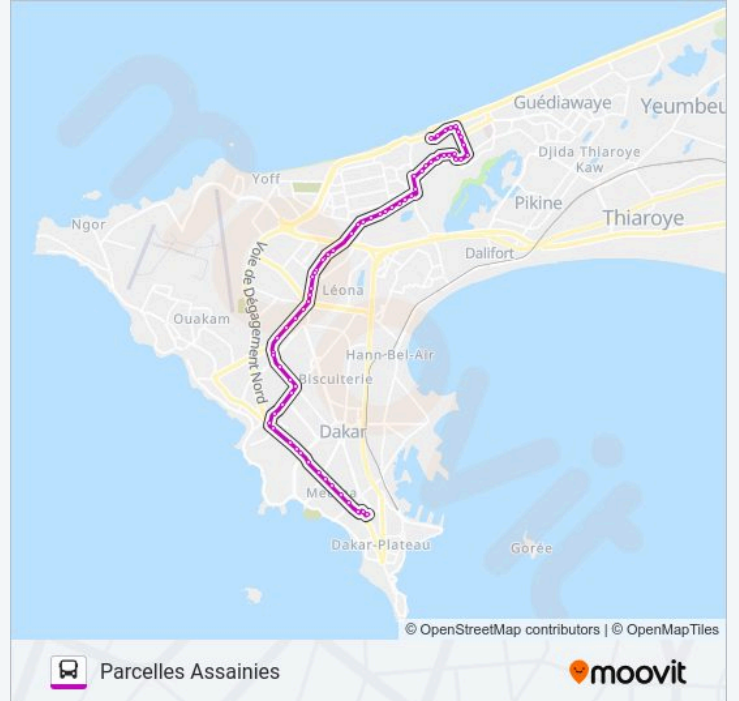 Guédiawaye
Yeumbeu
Djida Thiaroye
Kaw
Yoff
Pikine
Thiaroye
Ngor
Dalifort
Voie de Dégagement Nord
Léona
Ouakam
Hann-Bel-Air
Biscuiterie
Dakar
Medina
Dakar-Plateau
Gorée
© OpenStreetMap contributors | © OpenMapTiles
Parcelles Assainies
moovit